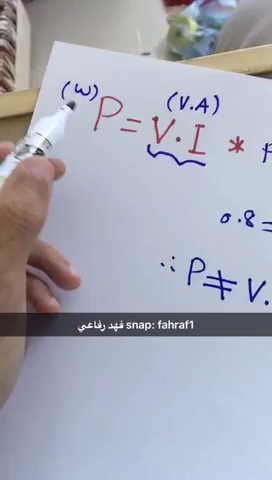 (W) P = V.I *
(V.A)
0.8 =
∴ P ≠ V.
فهد رفاعي snap: fahraf1